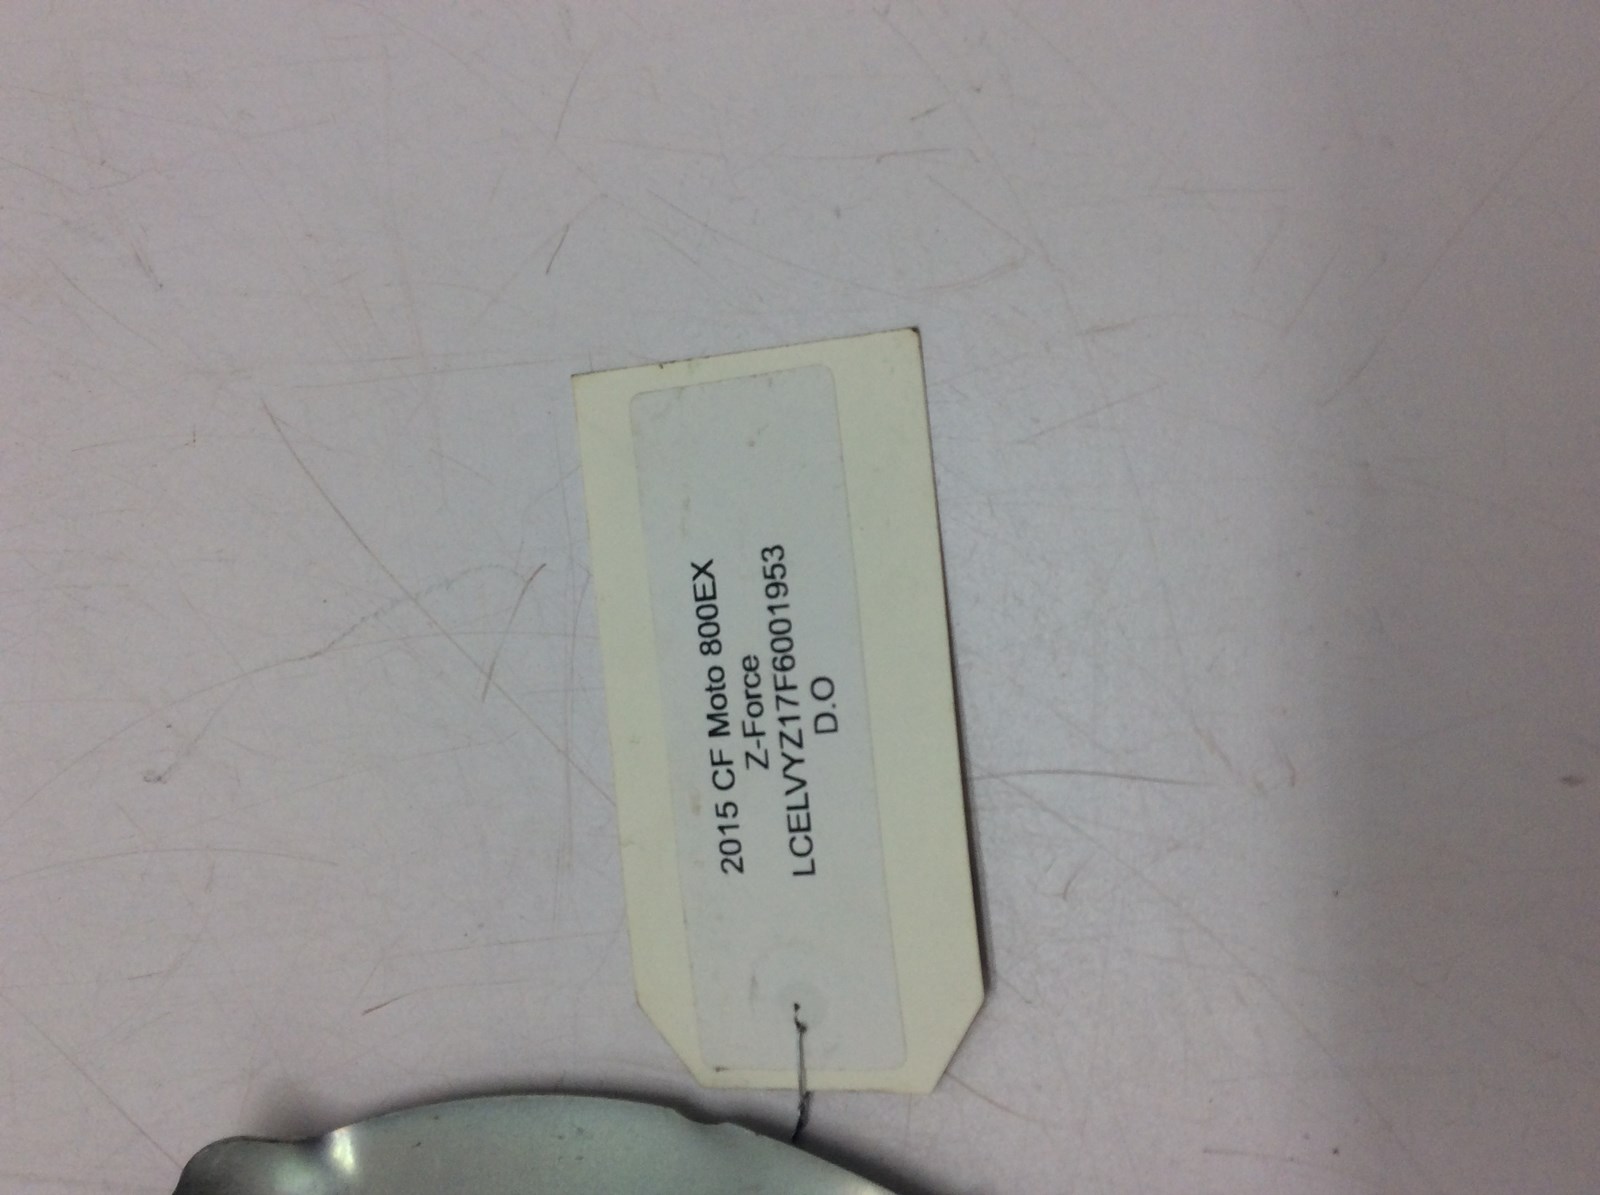 2015 CF Moto 800EX
Z-Force
LCELVYZ17F6001953
D.O